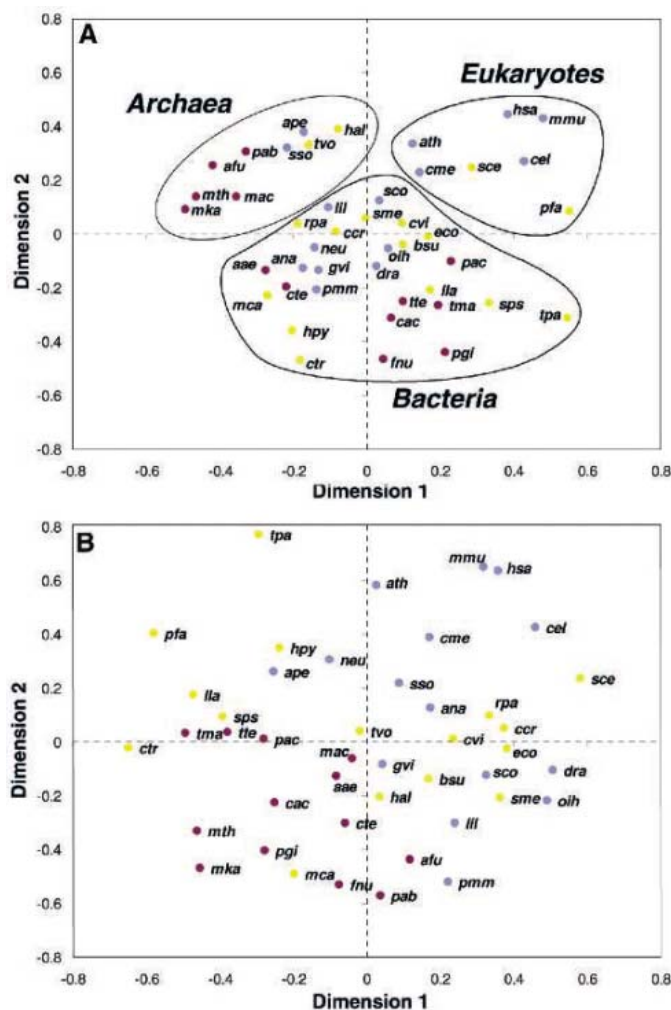 A
0.8
0.6
0.4
0.2
0
-0.2
-0.4
-0.6
-0.8
Dimension 2
Archaea
Eukaryotes
Bacteria
ape
hal
tvo
sso
pab
afu
mth
mac
mka
hsa
mmu
ath
cme
sce
cel
pfa
sco
lil
sme
rpa
ccr
cvi
eco
neu
oih
bsu
aae
ana
gvi
dra
pac
mca
cte
pmm
lla
tte
tma
sps
tpa
cac
hpy
ctr
fnu
pgi
-0.8 -0.6 -0.4 -0.2 0 0.2 0.4 0.6 0.8
Dimension 1
B
0.8
0.6
0.4
0.2
0
-0.2
-0.4
-0.6
-0.8
Dimension 2
tpa
mmu
hsa
ath
pfa
hpy
neu
cme
cel
ape
sso
sce
lla
sps
ana
rpa
ccr
tma
tte
pac
tvo
cvi
eco
ctr
mac
gvi
aae
bsu
sco
dra
cac
hal
sme
oih
mth
cte
lil
pgi
afu
mka
mca
fnu
pab
pmm
-0.8 -0.6 -0.4 -0.2 0 0.2 0.4 0.6 0.8
Dimension 1